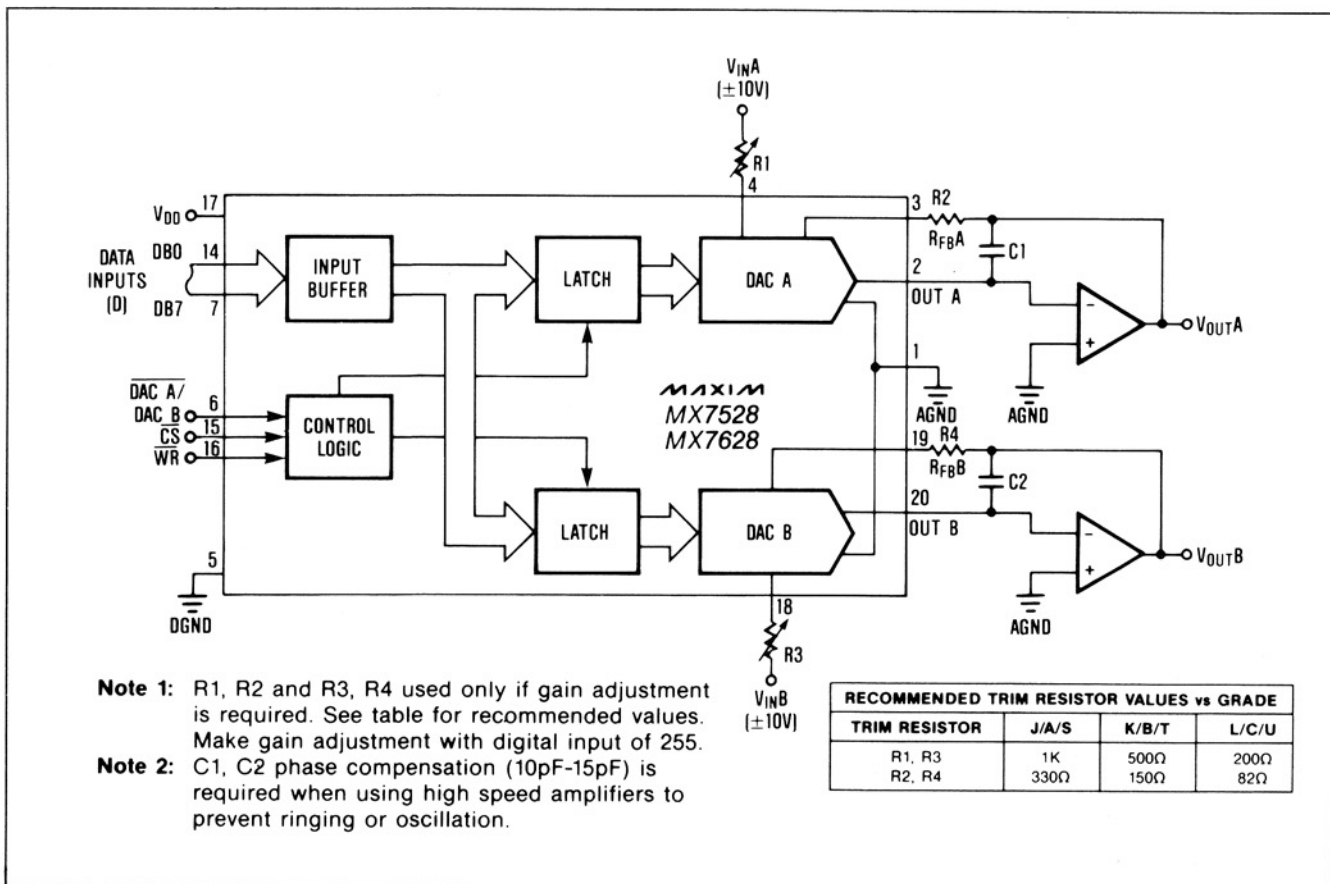 VINA
(±10V)
R1
4
VDD 17
DATA
INPUTS
(D)
DB0 14
DB7
7
INPUT
BUFFER
LATCH
DAC A
3 R2
RFBA
C1
2
OUT A
-
+
VOUTA
1
AGND
AGND
DAC A/
DAC B
6
CS 15
WR 16
CONTROL
LOGIC
MAXIM
MX7528
MX7628
19 R4
RFBB
C2
20
OUT B
LATCH
DAC B
-
+
VOUTB
AGND
5
DGND
18
R3
VINB
(±10V)
Note 1: R1, R2 and R3, R4 used only if gain adjustment
is required. See table for recommended values.
Make gain adjustment with digital input of 255.
Note 2: C1, C2 phase compensation (10pF-15pF) is
required when using high speed amplifiers to
prevent ringing or oscillation.
RECOMMENDED TRIM RESISTOR VALUES vs GRADE
TRIM RESISTOR J/A/S K/B/T L/C/U
R1, R3 1K 500Ω 200Ω
R2, R4 330Ω 150Ω 82Ω